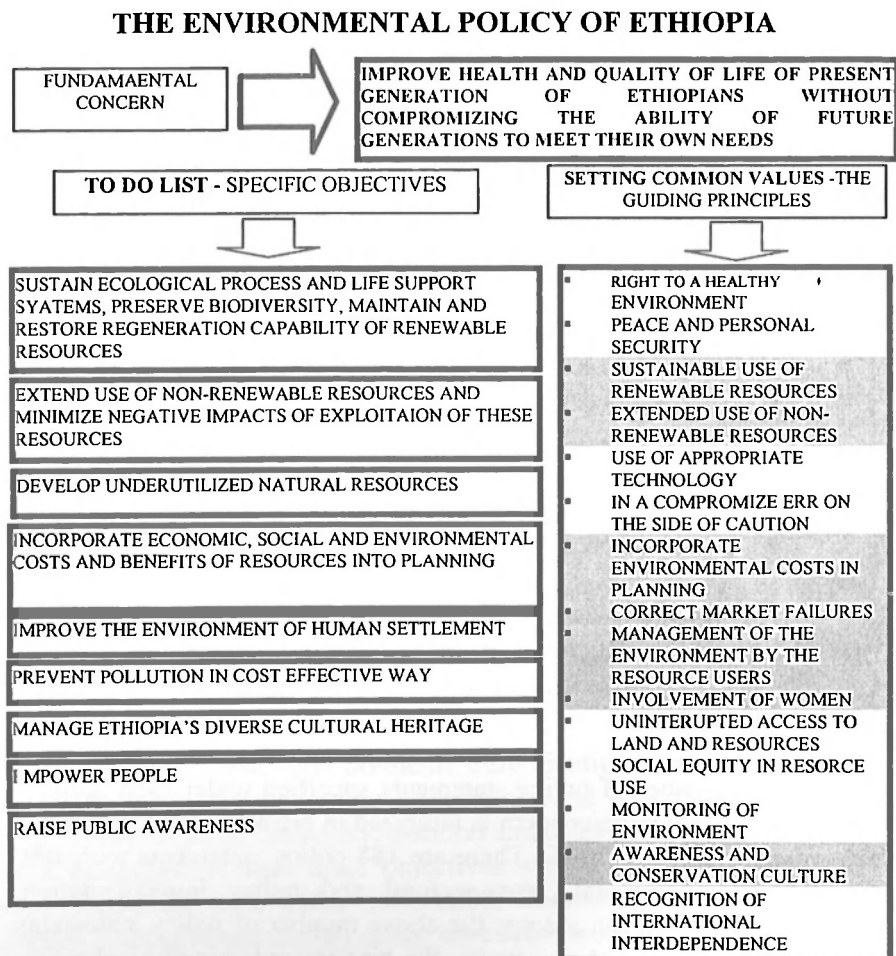 THE ENVIRONMENTAL POLICY OF ETHIOPIA
FUNDAMAENTAL
CONCERN
IMPROVE HEALTH AND QUALITY OF LIFE OF PRESENT
GENERATION OF ETHIOPIANS WITHOUT
COMPROMIZING THE ABILITY OF FUTURE
GENERATIONS TO MEET THEIR OWN NEEDS
TO DO LIST - SPECIFIC OBJECTIVES
SUSTAIN ECOLOGICAL PROCESS AND LIFE SUPPORT
SYATEMS, PRESERVE BIODIVERSITY, MAINTAIN AND
RESTORE REGENERATION CAPABILITY OF RENEWABLE
RESOURCES
EXTEND USE OF NON-RENEWABLE RESOURCES AND
MINIMIZE NEGATIVE IMPACTS OF EXPLOITAION OF THESE
RESOURCES
DEVELOP UNDERUTILIZED NATURAL RESOURCES
INCORPORATE ECONOMIC, SOCIAL AND ENVIRONMENTAL
COSTS AND BENEFITS OF RESOURCES INTO PLANNING
IMPROVE THE ENVIRONMENT OF HUMAN SETTLEMENT
PREVENT POLLUTION IN COST EFFECTIVE WAY
MANAGE ETHIOPIA'S DIVERSE CULTURAL HERITAGE
EMPOWER PEOPLE
RAISE PUBLIC AWARENESS
SETTING COMMON VALUES -THE
GUIDING PRINCIPLES
▪ RIGHT TO A HEALTHY
ENVIRONMENT
▪ PEACE AND PERSONAL
SECURITY
▪ SUSTAINABLE USE OF
RENEWABLE RESOURCES
▪ EXTENDED USE OF NON-
RENEWABLE RESOURCES
▪ USE OF APPROPRIATE
TECHNOLOGY
▪ IN A COMPROMIZE ERR ON
THE SIDE OF CAUTION
▪ INCORPORATE
ENVIRONMENTAL COSTS IN
PLANNING
▪ CORRECT MARKET FAILURES
▪ MANAGEMENT OF THE
ENVIRONMENT BY THE
RESOURCE USERS
▪ INVOLVEMENT OF WOMEN
▪ UNINTERUPTED ACCESS TO
LAND AND RESOURCES
▪ SOCIAL EQUITY IN RESORCE
USE
▪ MONITORING OF
ENVIRONMENT
▪ AWARENESS AND
CONSERVATION CULTURE
▪ RECOGNITION OF
INTERNATIONAL
INTERDEPENDENCE